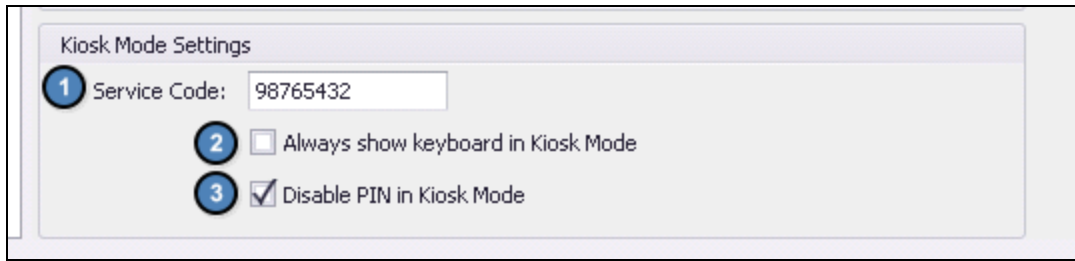 Kiosk Mode Settings
1 Service Code: 98765432
2 Always show keyboard in Kiosk Mode
3 Disable PIN in Kiosk Mode